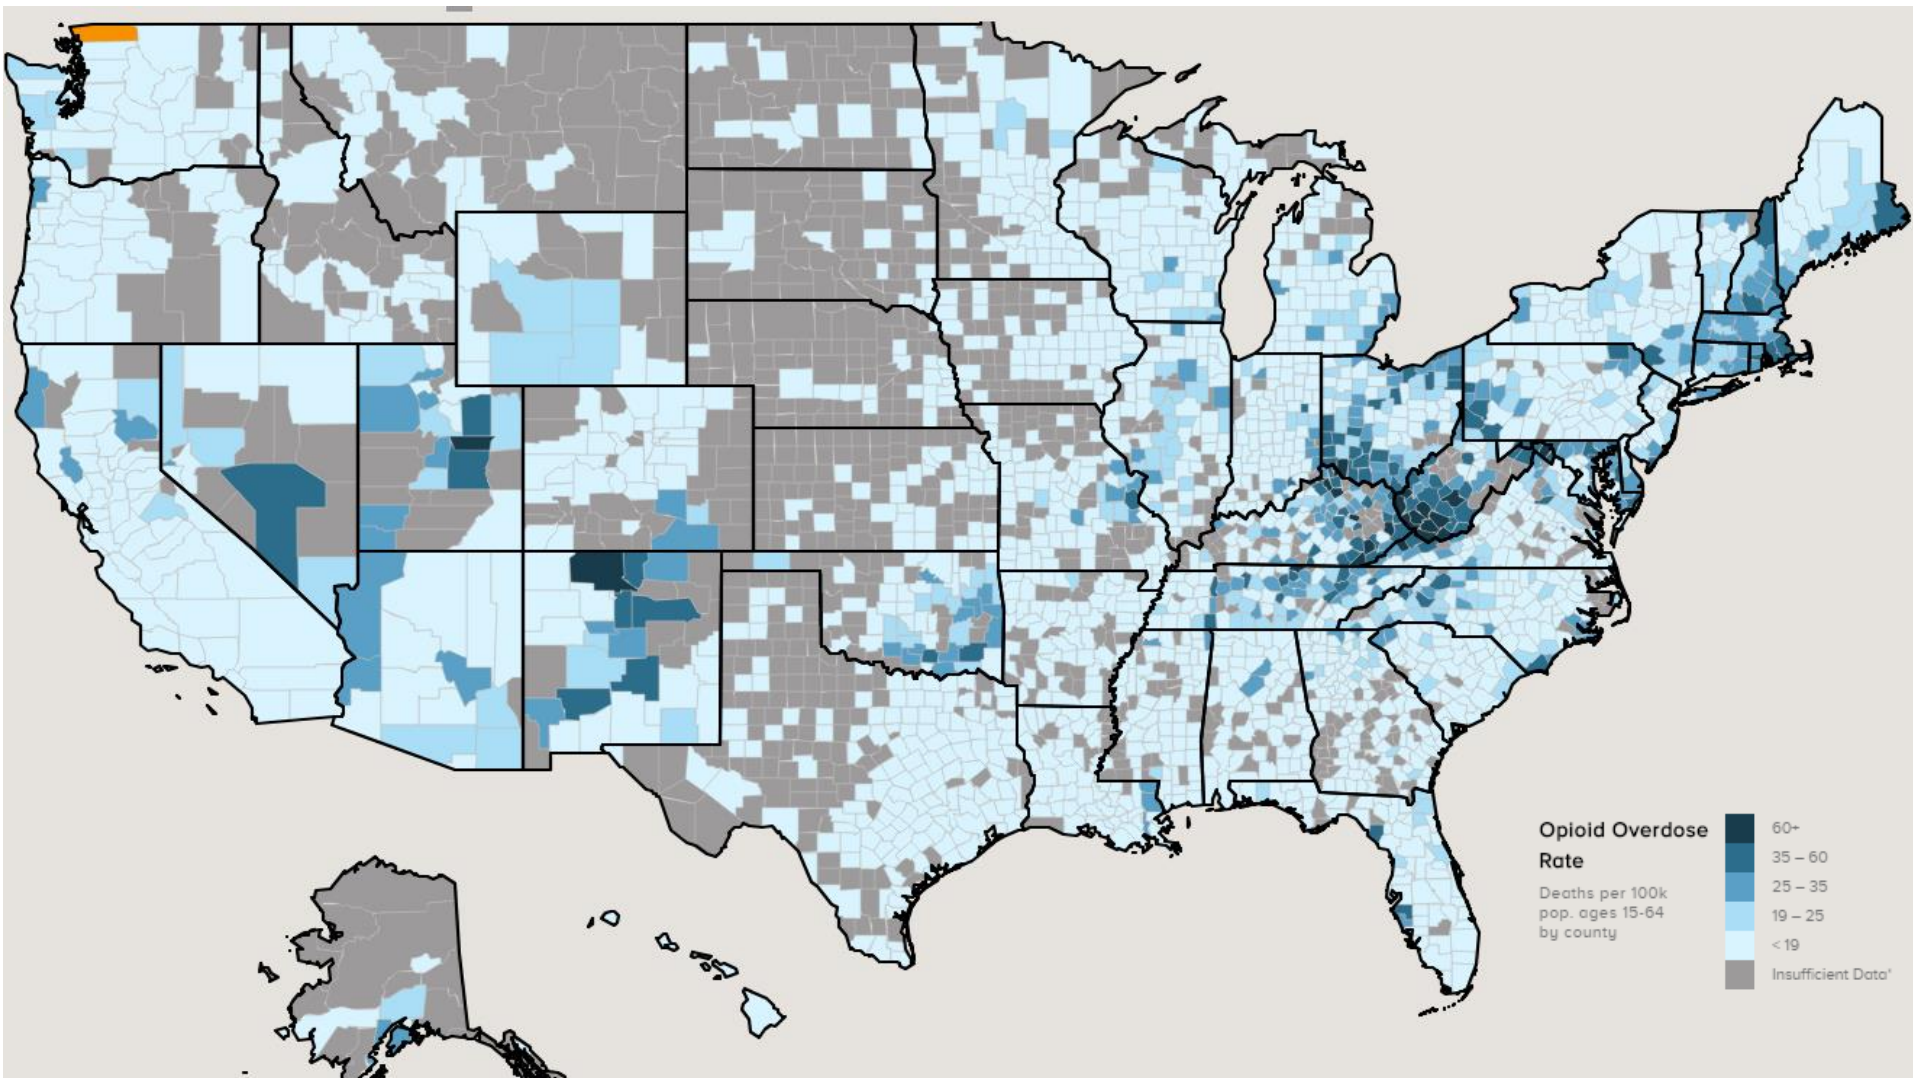 Opioid Overdose
Rate
Deaths per 100k
pop. ages 15-64
by county
60+
35 – 60
25 – 35
19 – 25
< 19
Insufficient Data*